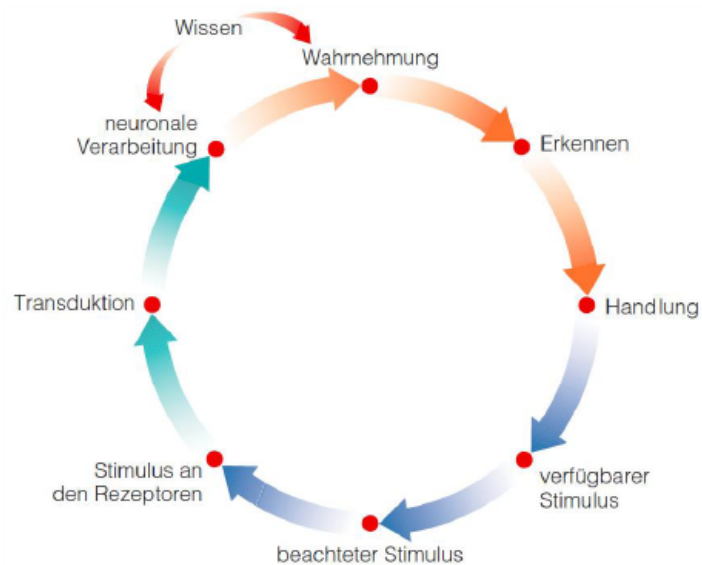 Wissen
Wahrnehmung
neuronale
Verarbeitung
Erkennen
Transduktion
Handlung
Stimulus an
den Rezeptoren
verfügbarer
Stimulus
beachteter Stimulus